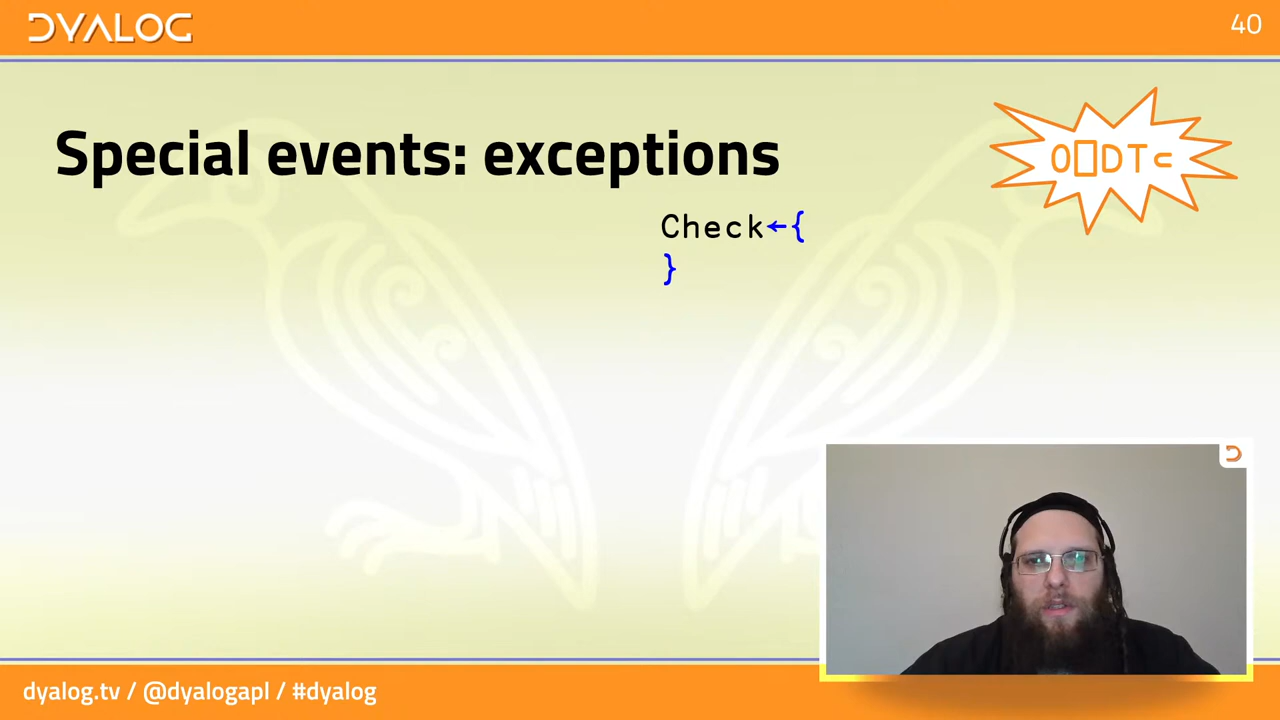 DYALOG
40
Special events: exceptions
0⎕DT⊂
Check←{
}
dyalog.tv / @dyalogapl / #dyalog